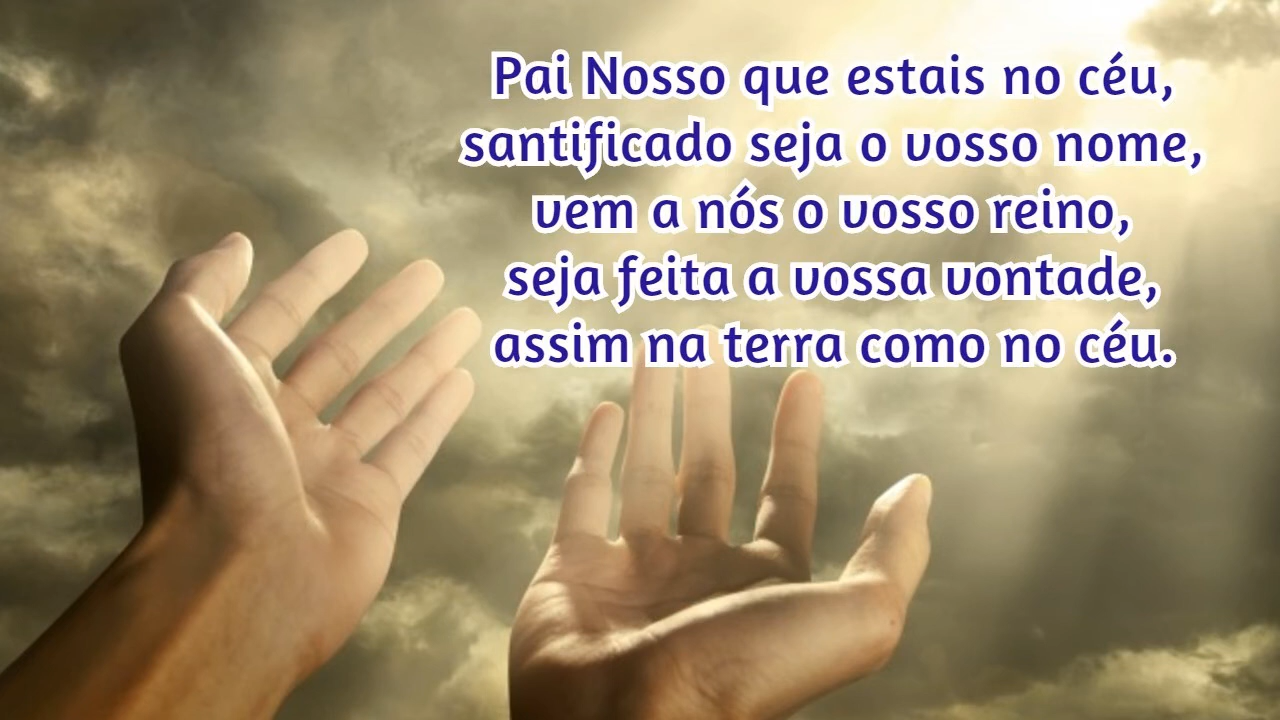 Pai Nosso que estais no céu,
santificado seja o vosso nome,
vem a nós o vosso reino,
seja feita a vossa vontade,
assim na terra como no céu.